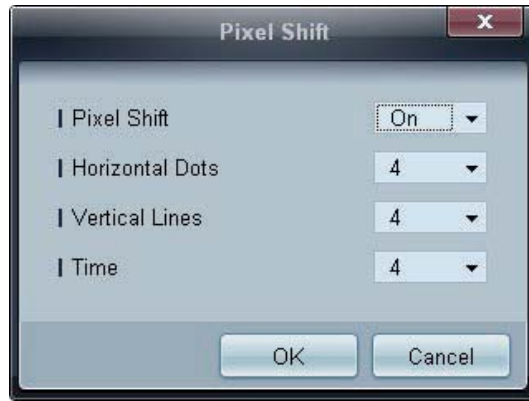 Pixel Shift
x
Pixel Shift On
Horizontal Dots 4
Vertical Lines 4
Time 4
OK Cancel